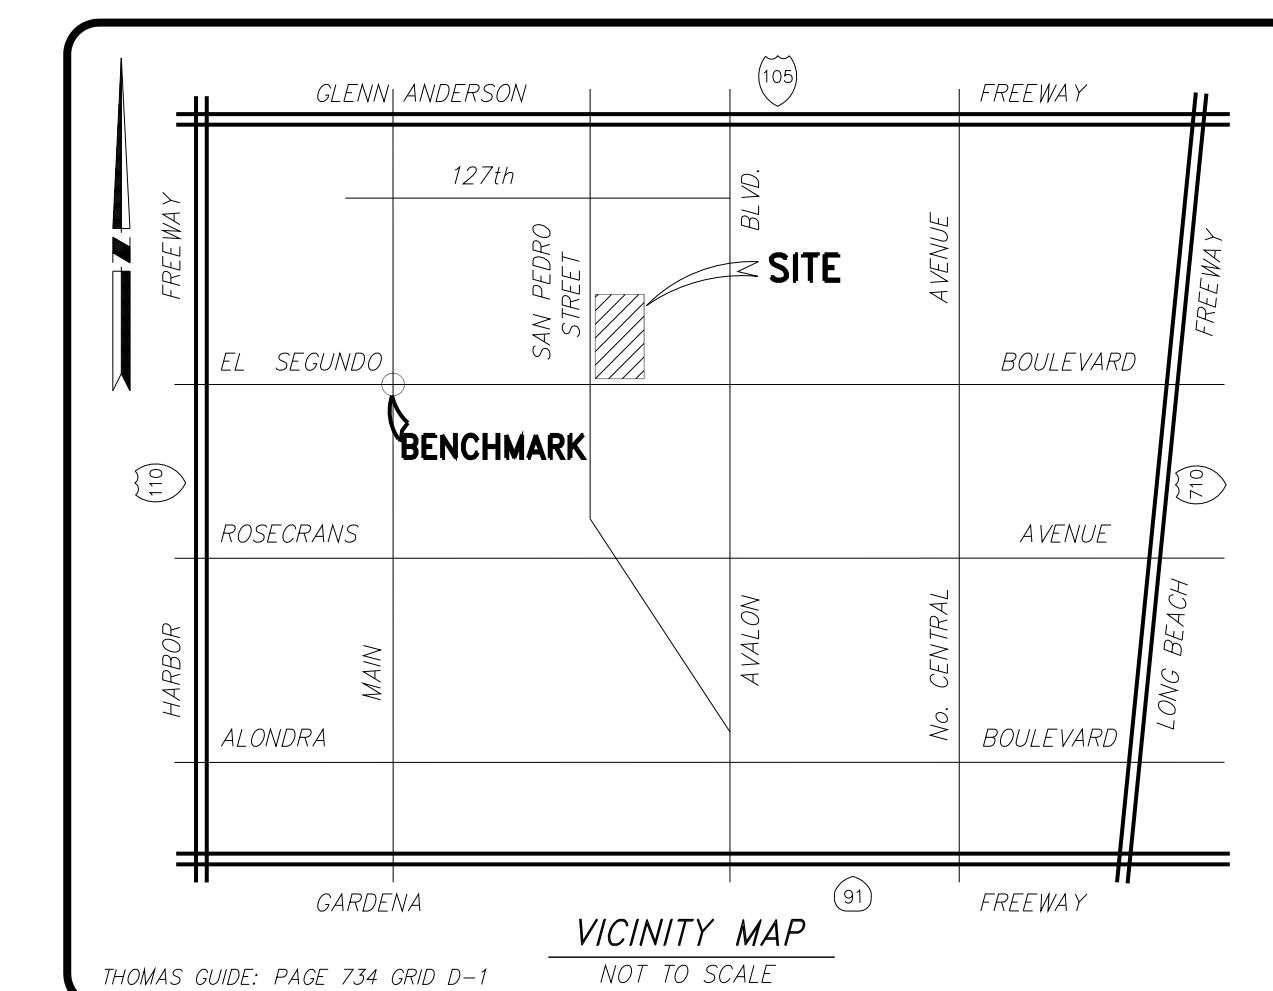 105
GLENN ANDERSON FREEWAY
127th
FREEWAY
BLVD.
AVENUE
SAN PEDRO
STREET
FREEWAY
SITE
EL SEGUNDO BOULEVARD
BENCHMARK
110
710
ROSECRANS AVENUE
HARBOR
MAIN
AVALON
No. CENTRAL
LONG BEACH
ALONDRA BOULEVARD
91
GARDENA FREEWAY
VICINITY MAP
NOT TO SCALE
THOMAS GUIDE: PAGE 734 GRID D-1